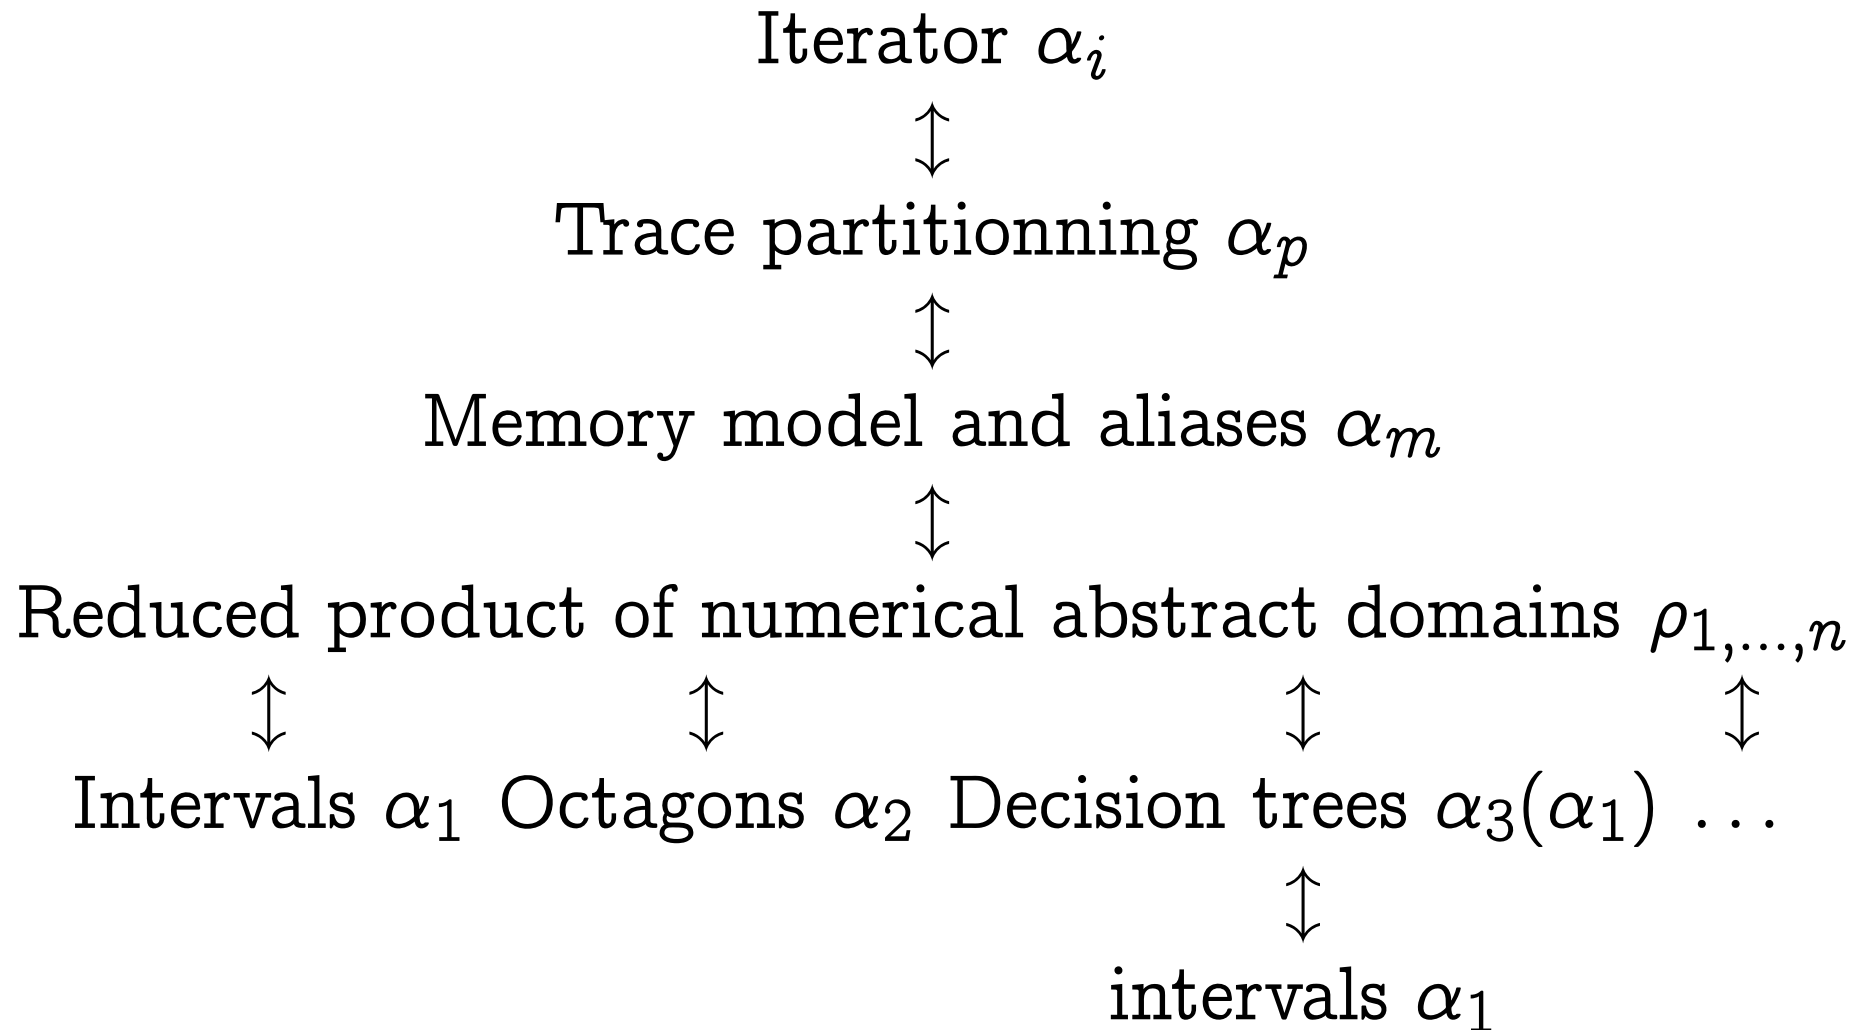 Iterator αᵢ
↕
Trace partitionning αₚ
↕
Memory model and aliases αₘ
↕
Reduced product of numerical abstract domains ρ₁,...,ₙ
↕ ↕ ↕ ↕
Intervals α₁ Octagons α₂ Decision trees α₃(α₁) ...
↕
intervals α₁